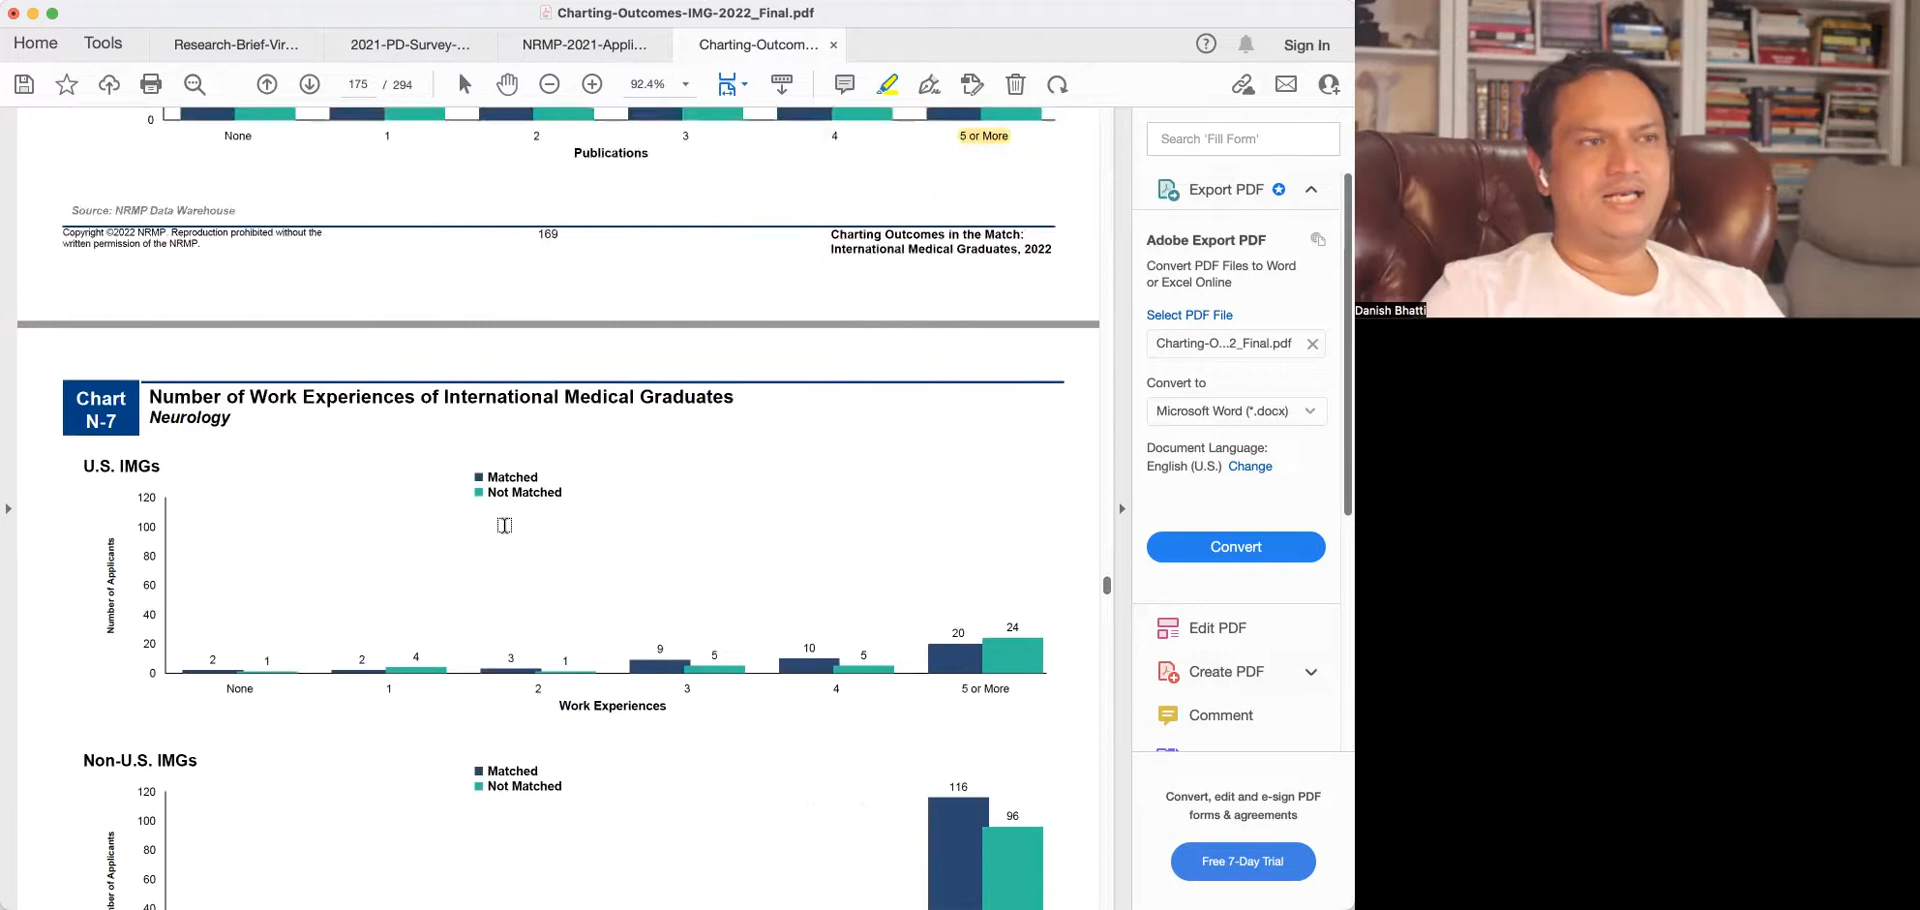 Charting-Outcomes-IMG-2022_Final.pdf
Home
Tools
Research-Brief-Vir...
2021-PD-Survey-...
NRMP-2021-Appli...
Charting-Outcom...
Sign In
175 / 294
92.4%
0
None
1
2
3
4
5 or More
Publications
Source: NRMP Data Warehouse
Copyright ©2022 NRMP. Reproduction prohibited without the
written permission of the NRMP.
169
Charting Outcomes in the Match:
International Medical Graduates, 2022
Chart
N-7
Number of Work Experiences of International Medical Graduates
Neurology
U.S. IMGs
Matched
Not Matched
120
100
80
60
40
20
0
Number of Applicants
2
1
2
4
3
1
9
5
10
5
20
24
None
1
2
3
4
5 or More
Work Experiences
Non-U.S. IMGs
Matched
Not Matched
120
100
80
60
40
116
96
Search 'Fill Form'
Export PDF
Adobe Export PDF
Convert PDF Files to Word
or Excel Online
Select PDF File
Charting-O...2_Final.pdf
Convert to
Microsoft Word (*.docx)
Document Language:
English (U.S.) Change
Convert
Edit PDF
Create PDF
Comment
Convert, edit and e-sign PDF
forms & agreements
Free 7-Day Trial
Danish Bhatti